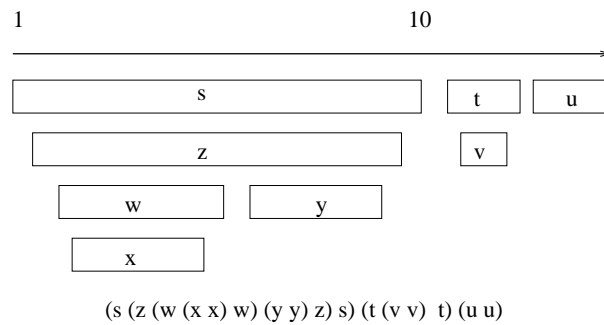 1 10
s t u
z v
w y
x
(s (z (w (x x) w) (y y) z) s) (t (v v) t) (u u)